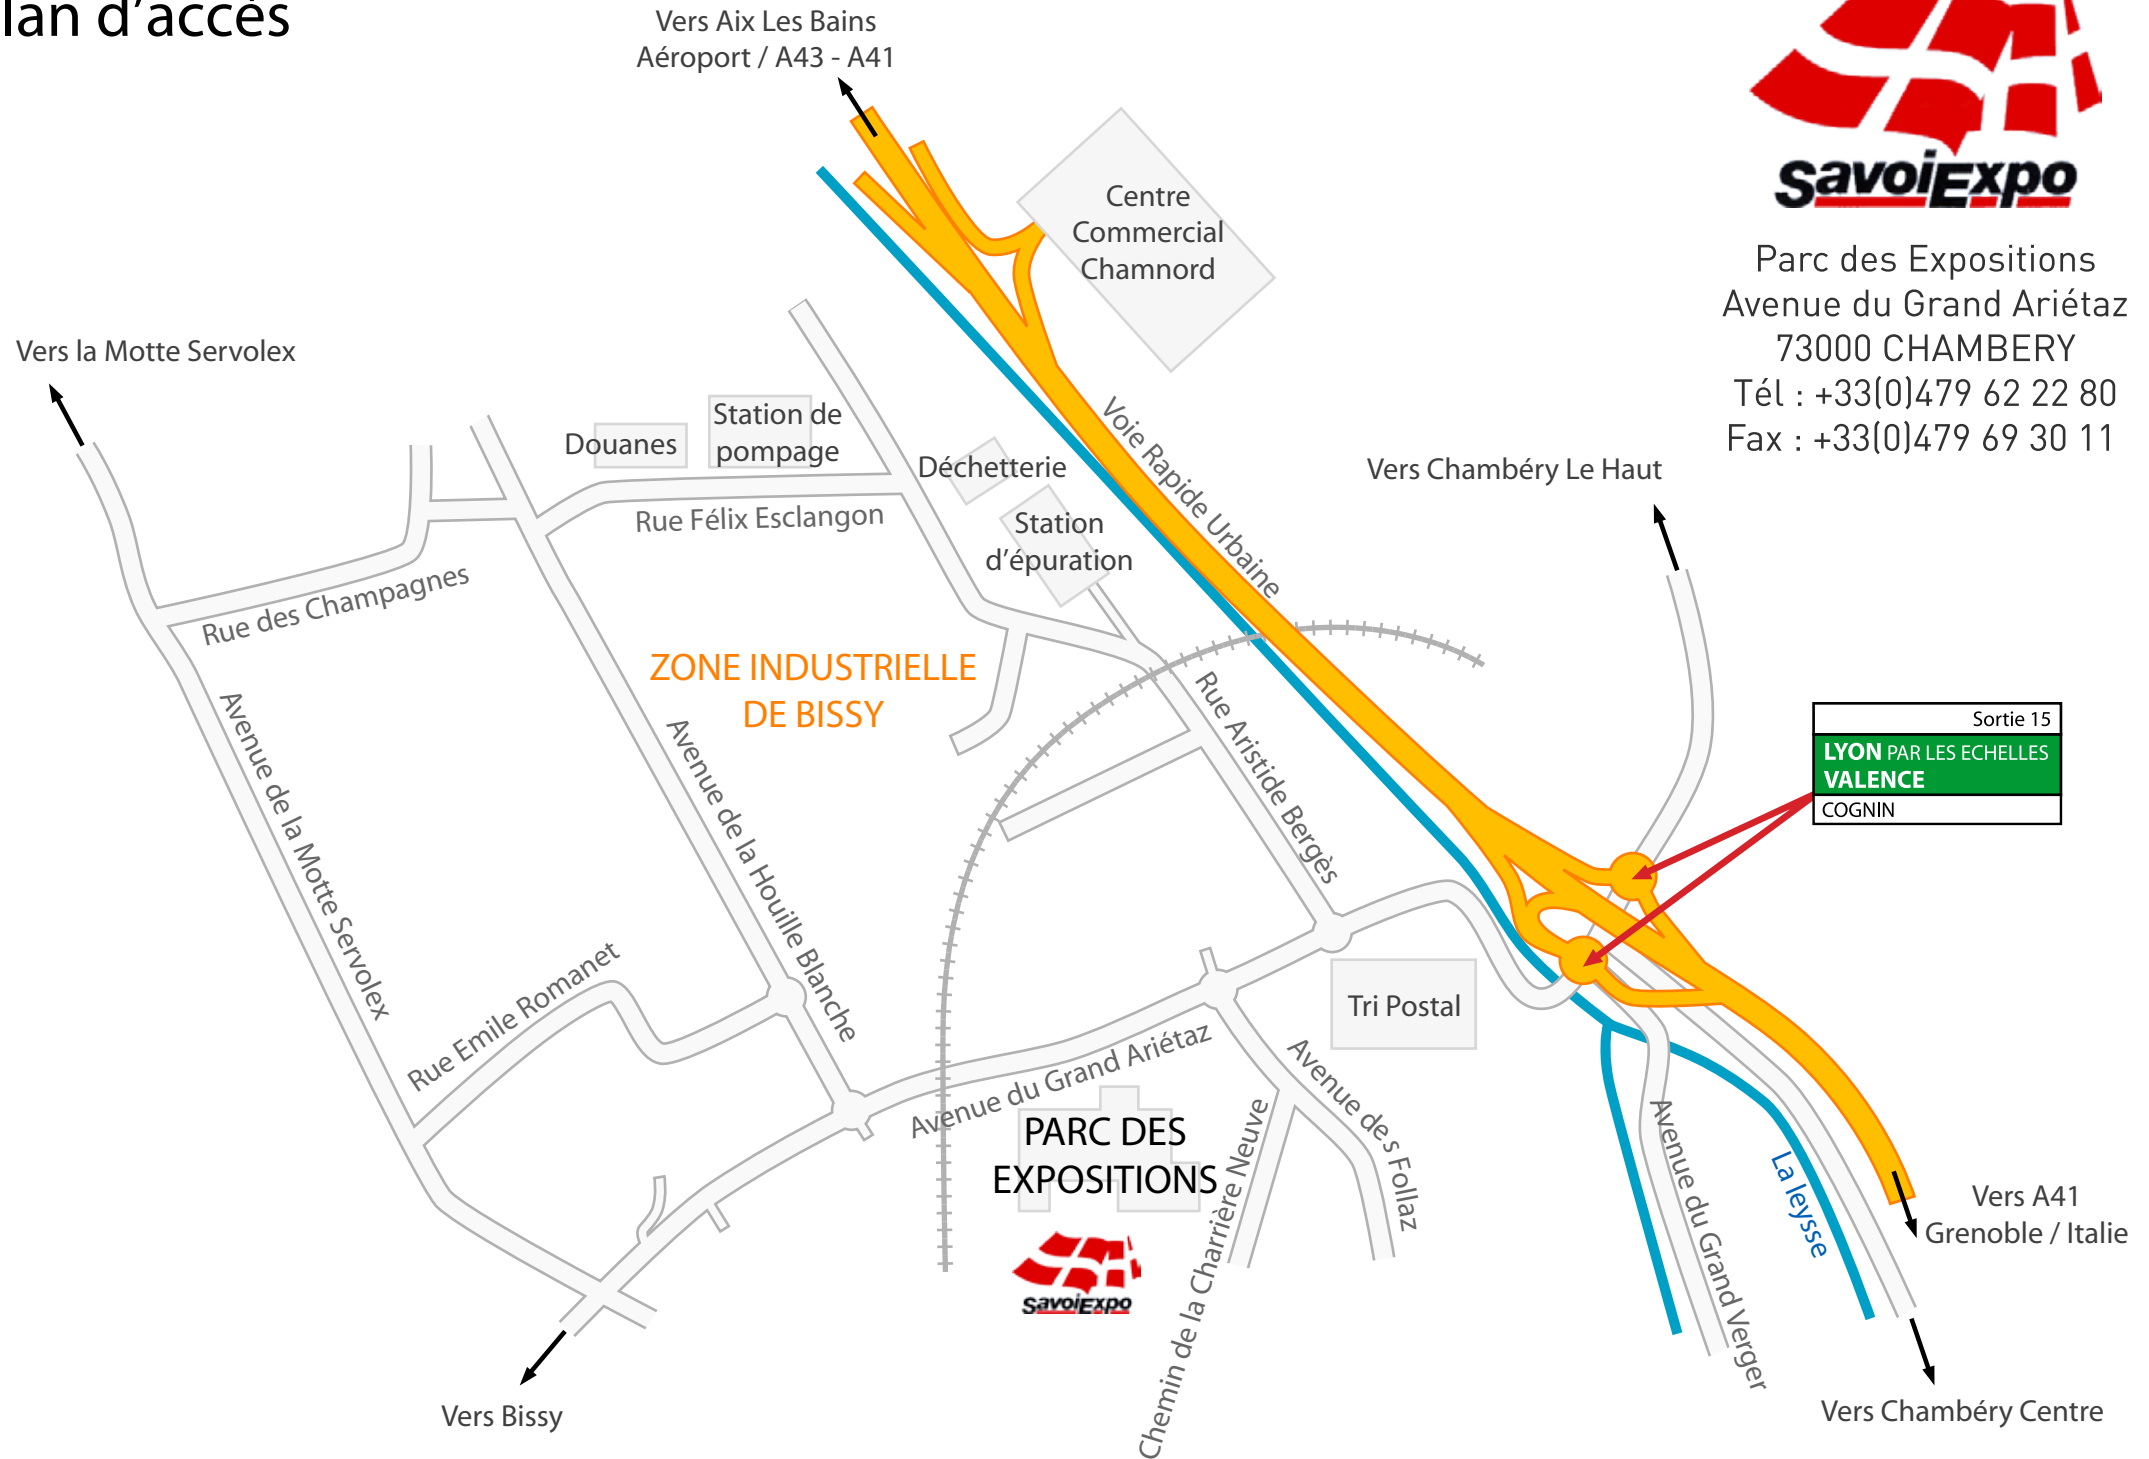 lan d'accès
Vers Aix Les Bains
Aéroport / A43 - A41
SavoiExpo
Parc des Expositions
Avenue du Grand Ariétaz
73000 CHAMBERY
Tél : +33(0)479 62 22 80
Fax : +33(0)479 69 30 11
Centre
Commercial
Chamnord
Vers la Motte Servolex
Station de
pompage
Douanes
Déchetterie
Voie Rapide Urbaine
Vers Chambéry Le Haut
Rue Félix Esclangon
Station
d'épuration
Rue des Champagnes
ZONE INDUSTRIELLE
DE BISSY
Rue Aristide Bergès
Avenue de la Motte Servolex
Avenue de la Houille Blanche
Sortie 15
LYON PAR LES ECHELLES
VALENCE
COGNIN
Rue Emile Romanet
Tri Postal
Avenue du Grand Ariétaz
Avenue de s Follaz
PARC DES
EXPOSITIONS
Chemin de la Charrière Neuve
Avenue du Grand Verger
La leysse
Vers A41
Grenoble / Italie
SavoiExpo
Vers Bissy
Vers Chambéry Centre